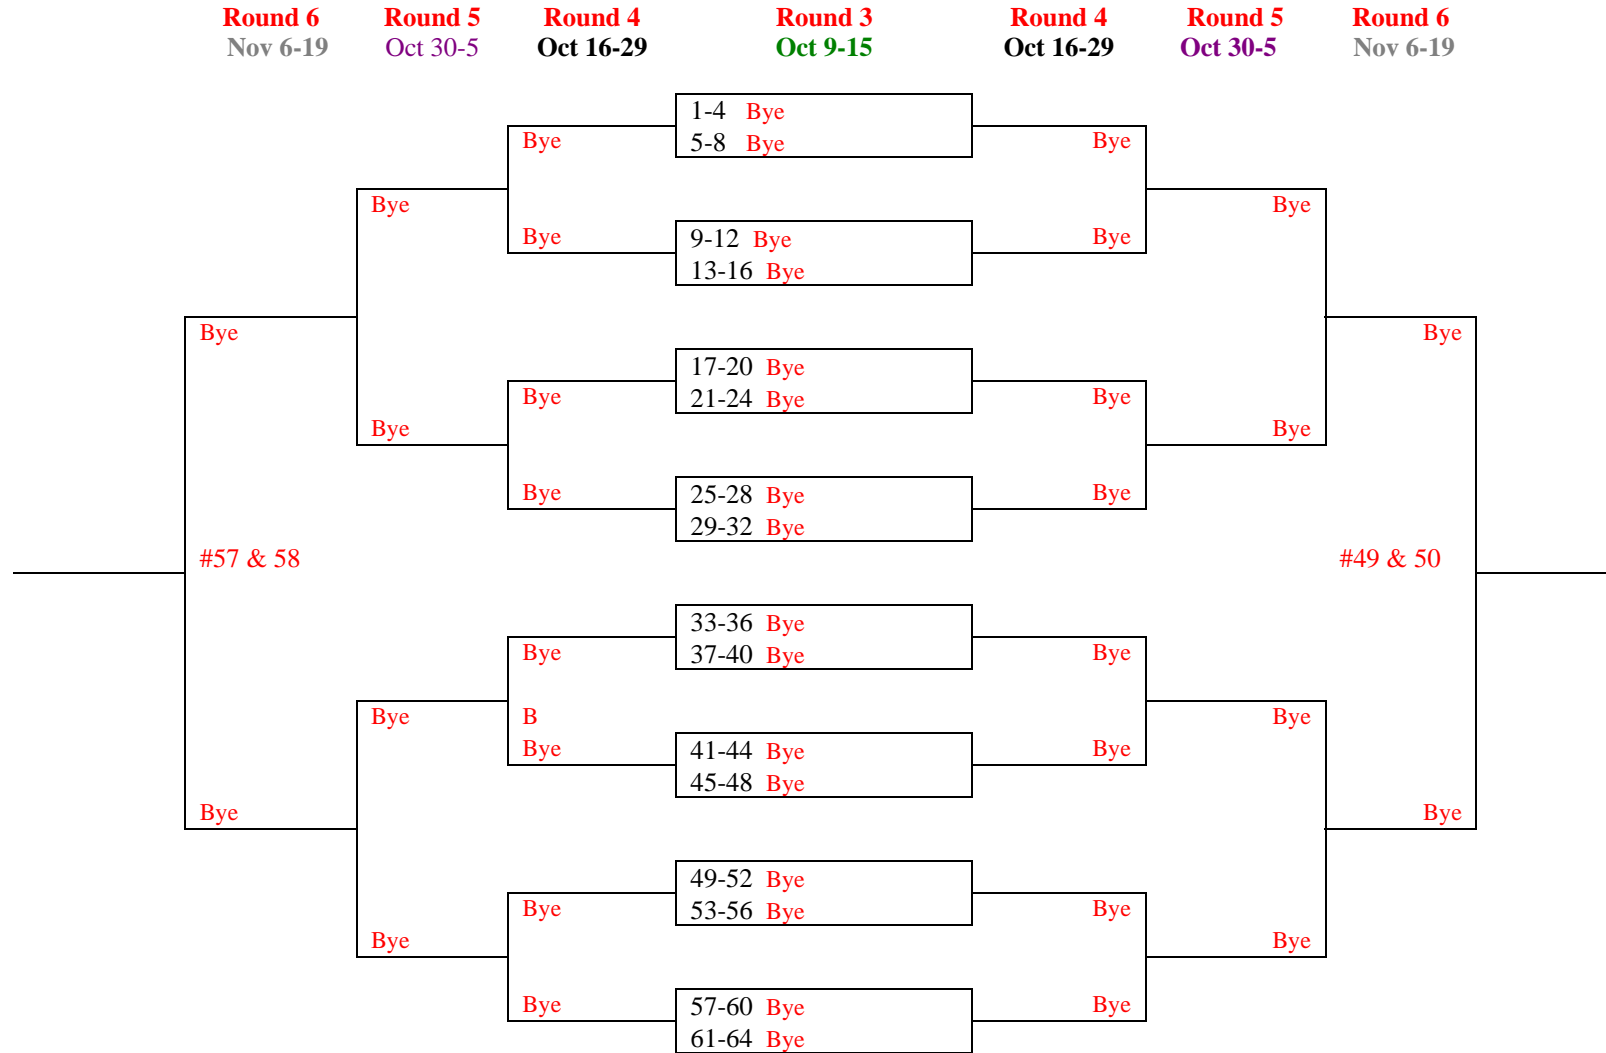 Round 6 Round 5 Round 4 Round 3 Round 4 Round 5 Round 6
Nov 6-19 Oct 30-5 Oct 16-29 Oct 9-15 Oct 16-29 Oct 30-5 Nov 6-19
1-4 Bye
Bye 5-8 Bye Bye
Bye Bye
Bye 9-12 Bye Bye
13-16 Bye
Bye Bye
17-20 Bye
Bye 21-24 Bye Bye
Bye Bye
Bye 25-28 Bye Bye
29-32 Bye
#57 & 58 #49 & 50
33-36 Bye
Bye 37-40 Bye Bye
Bye B Bye
Bye 41-44 Bye Bye
45-48 Bye
Bye Bye
49-52 Bye
Bye 53-56 Bye Bye
Bye Bye
Bye 57-60 Bye Bye
61-64 Bye